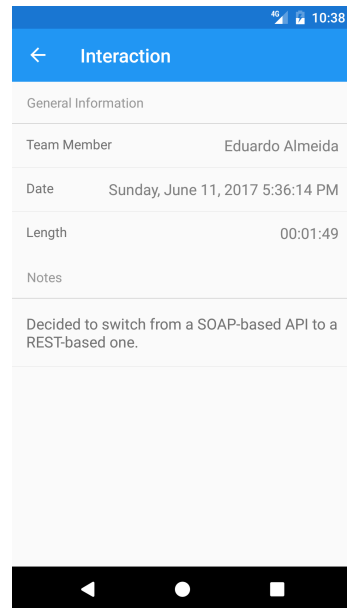 4G 10:38
Interaction
General Information
Team Member Eduardo Almeida
Date Sunday, June 11, 2017 5:36:14 PM
Length 00:01:49
Notes
Decided to switch from a SOAP-based API to a
REST-based one.